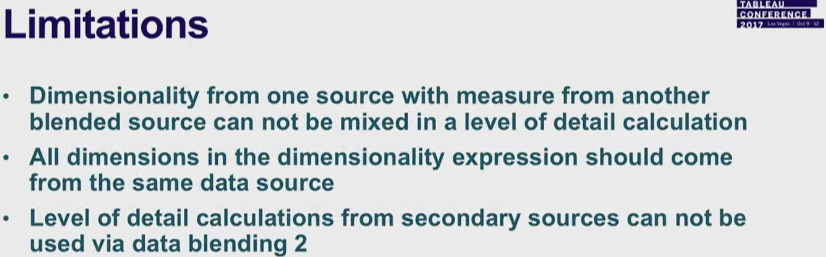 Limitations
TABLEAU
CONFERENCE
2017 Las Vegas | Oct 9 - 12
• Dimensionality from one source with measure from another
blended source can not be mixed in a level of detail calculation
• All dimensions in the dimensionality expression should come
from the same data source
• Level of detail calculations from secondary sources can not be
used via data blending 2